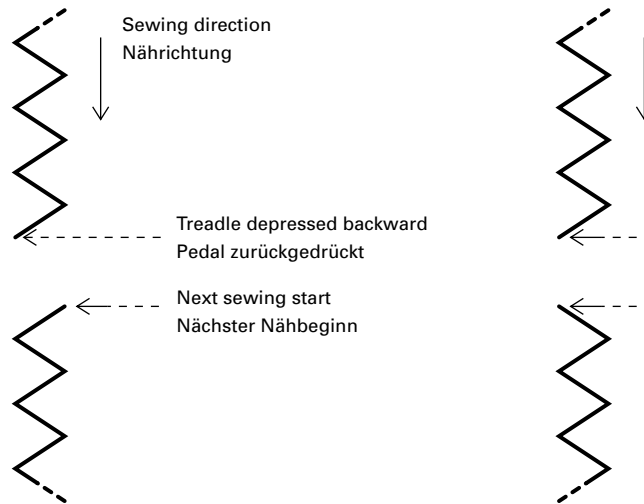 Sewing direction
Nährichtung
Treadle depressed backward
Pedal zurückgedrückt
Next sewing start
Nächster Nähbeginn